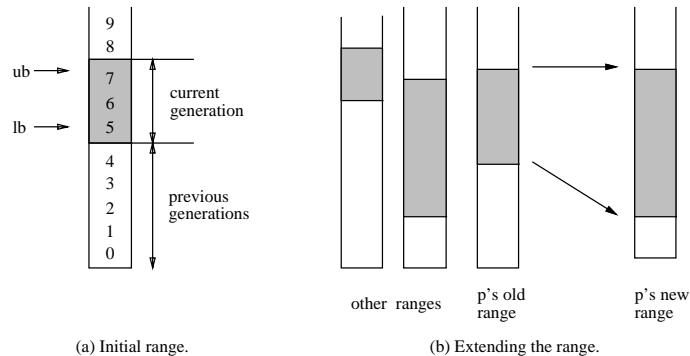 9
8
ub
7
6
lb
5
current
generation
4
3
2
1
0
previous
generations
other ranges
p's old
range
p's new
range
(a) Initial range.
(b) Extending the range.